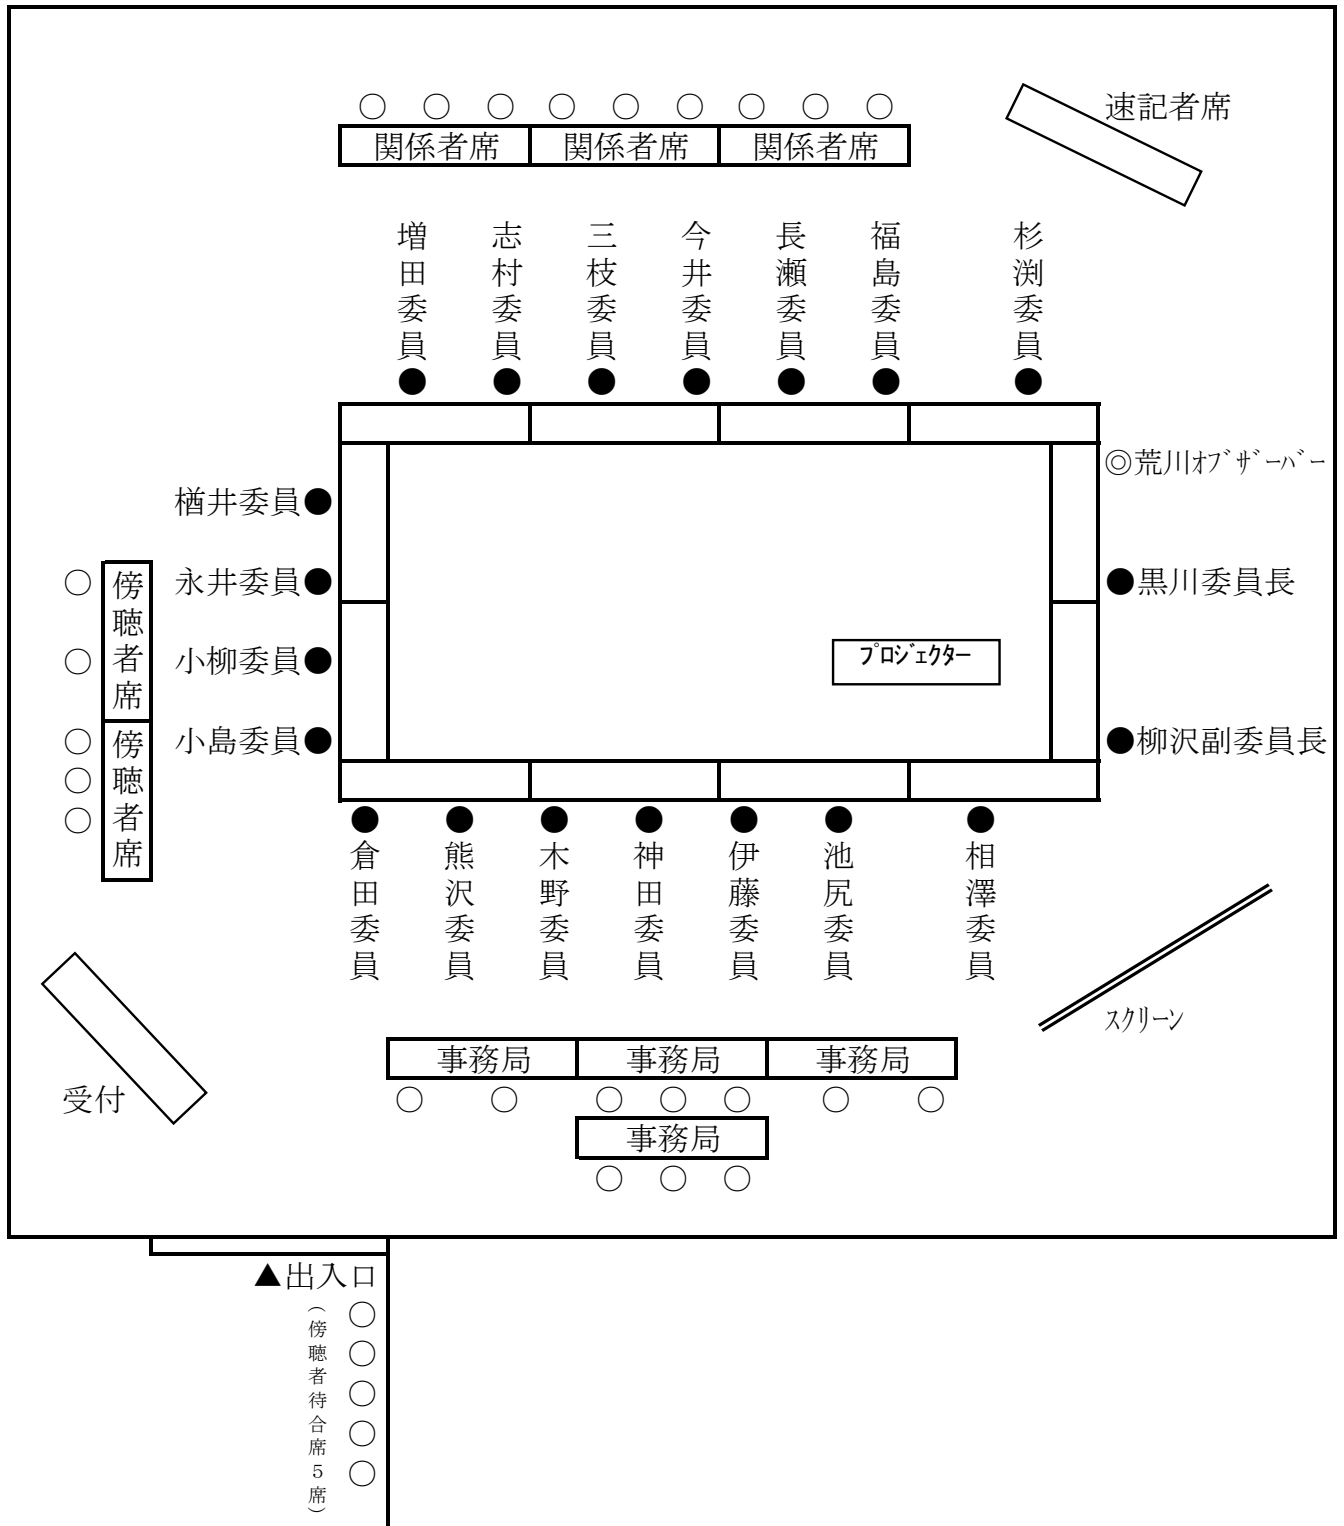 速記者席
関係者席
関係者席
関係者席
増田委員
志村委員
三枝委員
今井委員
長瀬委員
福島委員
杉渕委員
◎荒川ｵﾌﾞｻﾞｰﾊﾞｰ
楢井委員
永井委員
小柳委員
小島委員
傍聴者席
傍聴者席
黒川委員長
プロジェクター
柳沢副委員長
倉田委員
熊沢委員
木野委員
神田委員
伊藤委員
池尻委員
相澤委員
スクリーン
事務局
事務局
事務局
事務局
受付
▲出入口
（傍聴者待合席５席）